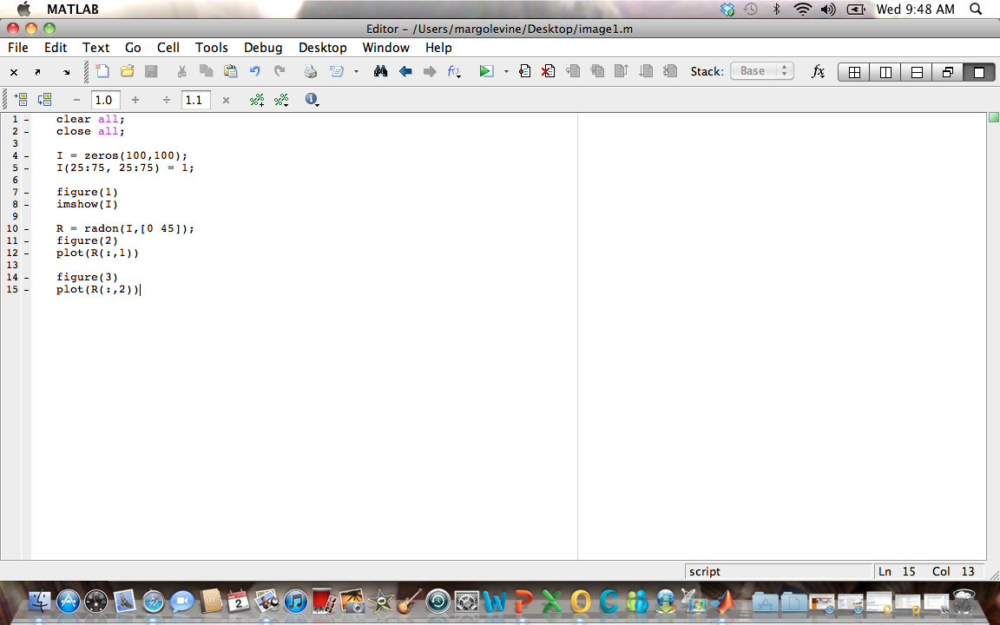 MATLAB Wed 9:48 AM
Editor – /Users/margolevine/Desktop/image1.m
File Edit Text Go Cell Tools Debug Desktop Window Help
Stack: Base fx
1.0 1.1
1 clear all;
2 close all;
3
4 I = zeros(100,100);
5 I(25:75, 25:75) = 1;
6
7 figure(1)
8 imshow(I)
9
10 R = radon(I,[0 45]);
11 figure(2)
12 plot(R(:,1))
13
14 figure(3)
15 plot(R(:,2))
script Ln 15 Col 13
2